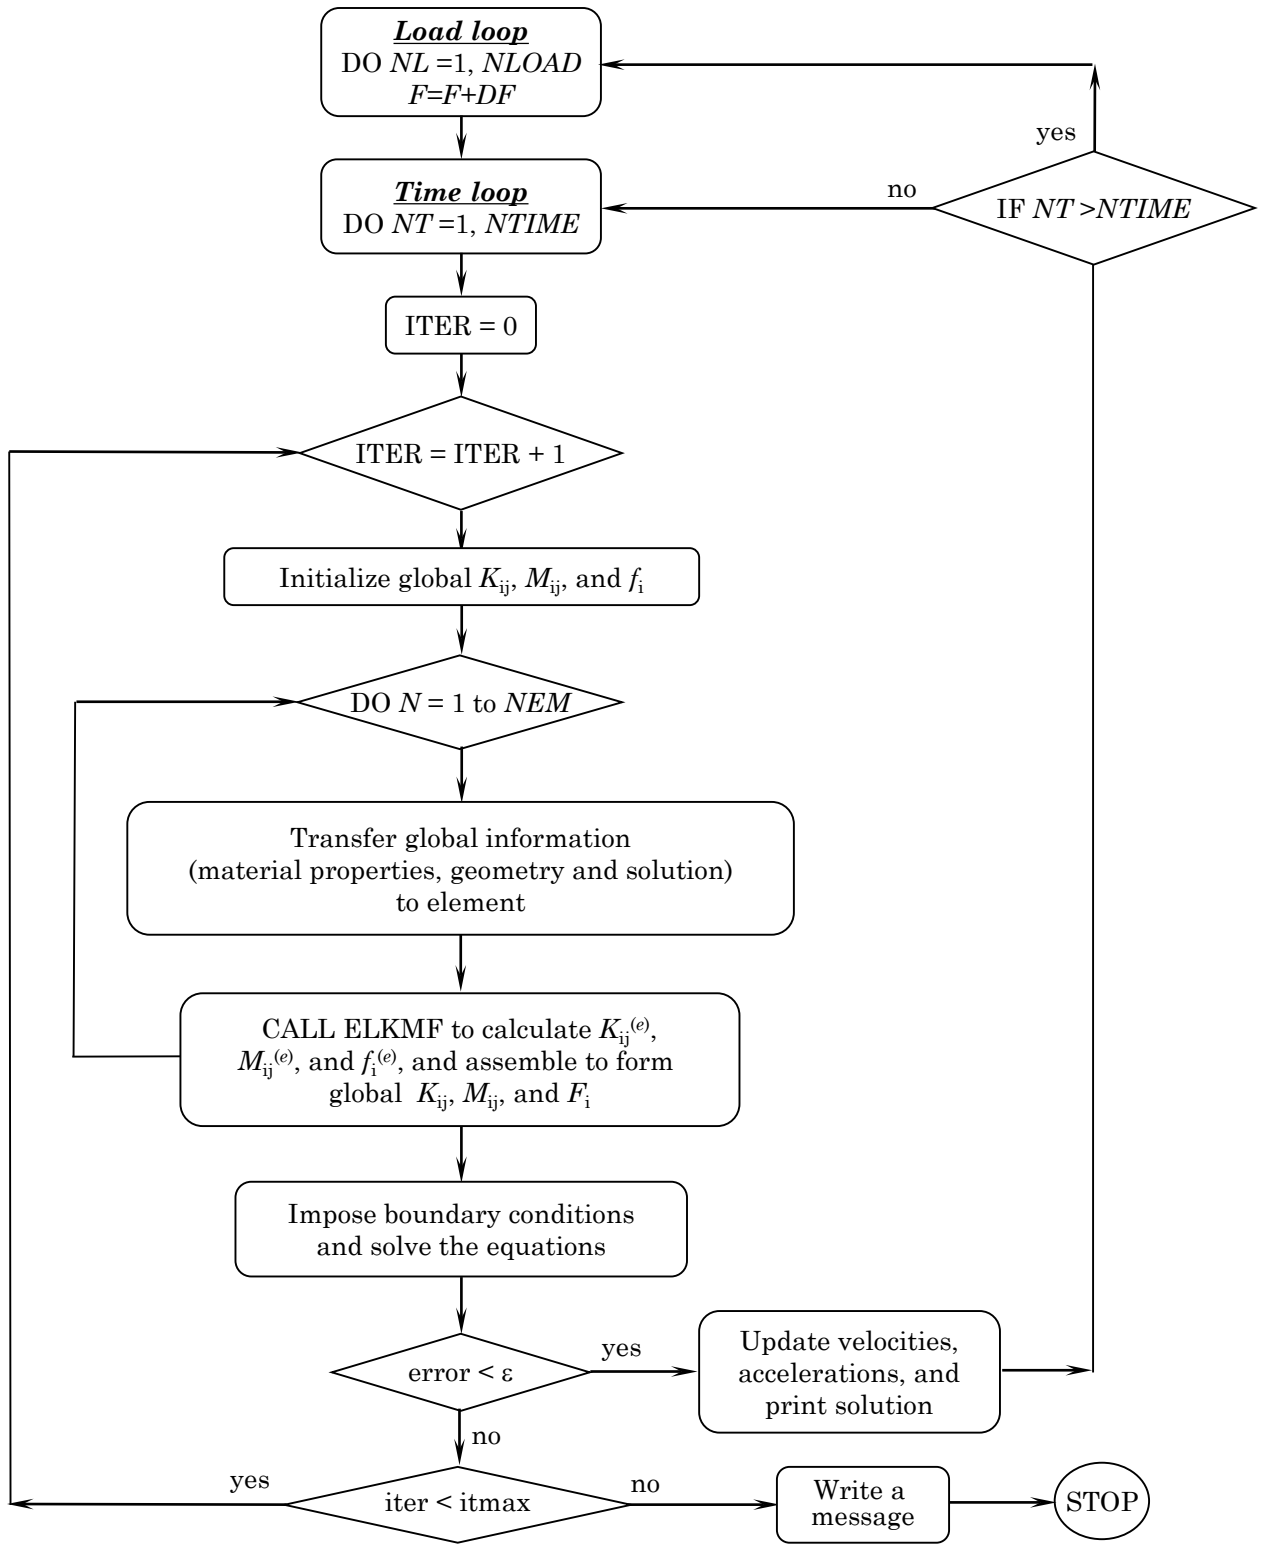 Load loop
DO NL =1, NLOAD
F=F+DF
yes
Time loop
DO NT =1, NTIME
no
IF NT >NTIME
ITER = 0
ITER = ITER + 1
Initialize global Kij, Mij, and fi
DO N = 1 to NEM
Transfer global information
(material properties, geometry and solution)
to element
CALL ELKMF to calculate Kij(e),
Mij(e), and fi(e), and assemble to form
global Kij, Mij, and Fi
Impose boundary conditions
and solve the equations
error < ε
yes
Update velocities,
accelerations, and
print solution
no
yes
iter < itmax
no
Write a
message
STOP